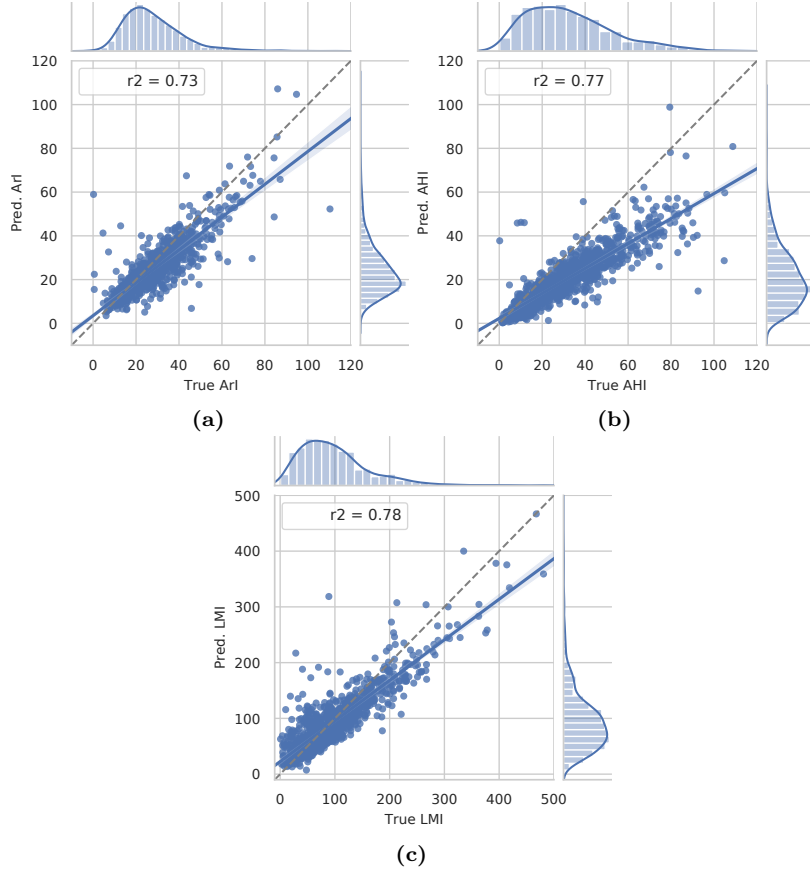 r2 = 0.73
120
100
80
60
40
20
0
Pred. ArI
0 20 40 60 80 100 120
True ArI
(a)
r2 = 0.77
120
100
80
60
40
20
0
Pred. AHI
0 20 40 60 80 100 120
True AHI
(b)
r2 = 0.78
500
400
300
200
100
0
Pred. LMI
0 100 200 300 400 500
True LMI
(c)